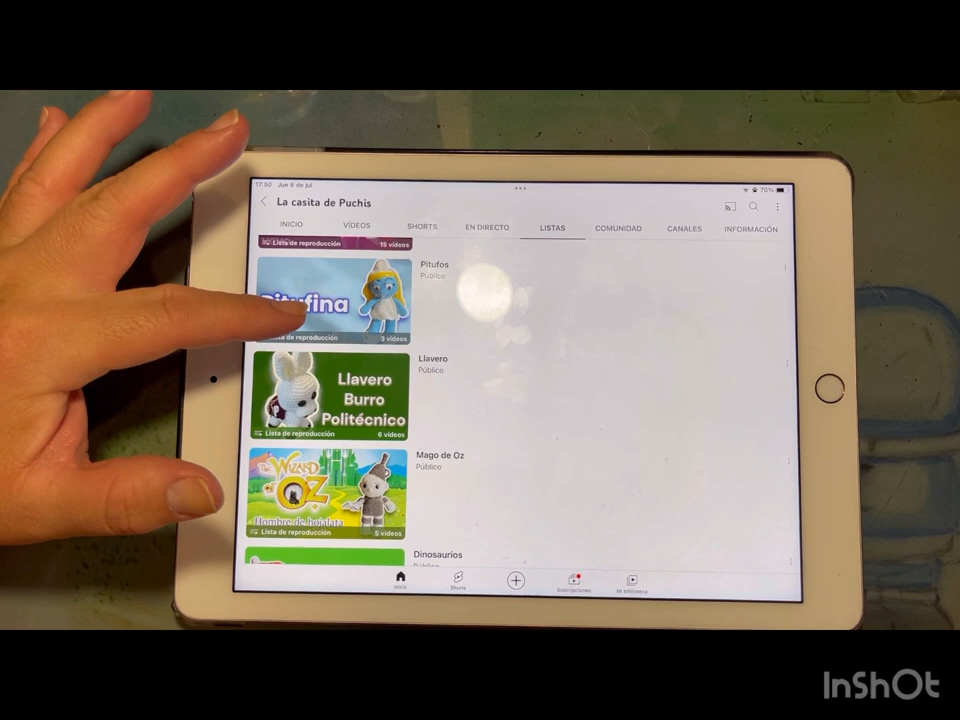 17:50 Jue 6 de jul
70%
La casita de Puchis
INICIO VÍDEOS SHORTS EN DIRECTO LISTAS COMUNIDAD CANALES INFORMACIÓN
Lista de reproducción 15 vídeos
Pitufos
Público
Pitufina
Lista de reproducción 3 vídeos
Llavero
Público
Llavero
Burro
Politécnico
Lista de reproducción 6 vídeos
Mago de Oz
Público
The
WIZARD
OF
OZ
Hombre de hojalata
Lista de reproducción 5 vídeos
Dinosaurios
Público
Inicio Shorts Suscripciones Mi biblioteca
InShOt